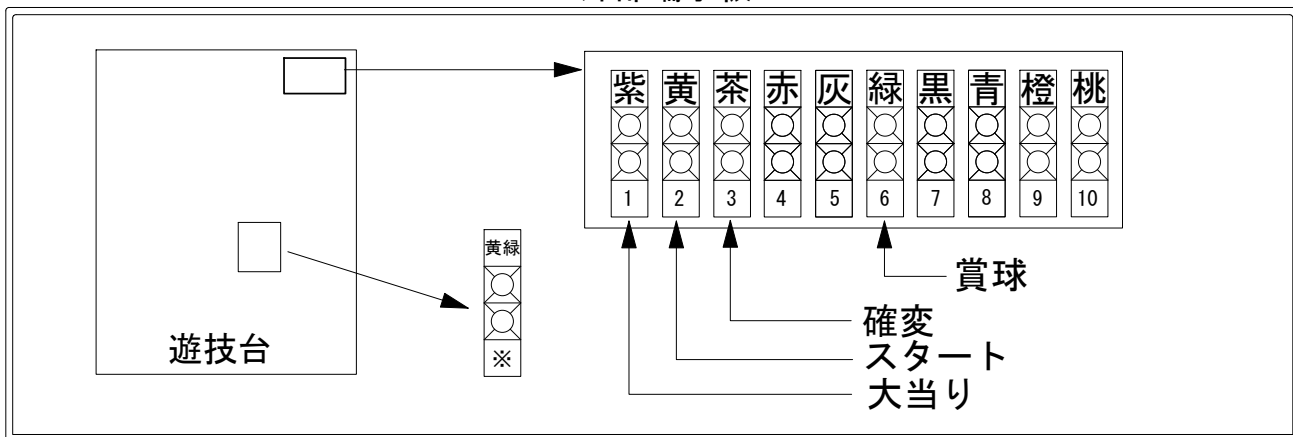 紫 黄 茶 赤 灰 緑 黒 青 橙 桃
1 2 3 4 5 6 7 8 9 10
黄緑
※
遊技台
賞球
確変
スタート
大当り